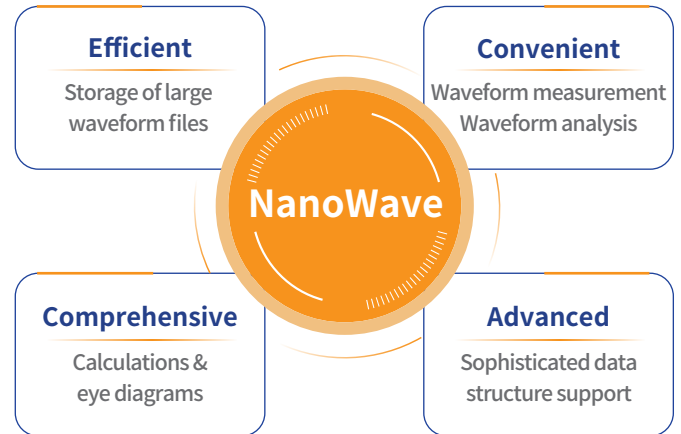 Efficient
Storage of large
waveform files
Convenient
Waveform measurement
Waveform analysis
NanoWave
Comprehensive
Calculations &
eye diagrams
Advanced
Sophisticated data
structure support